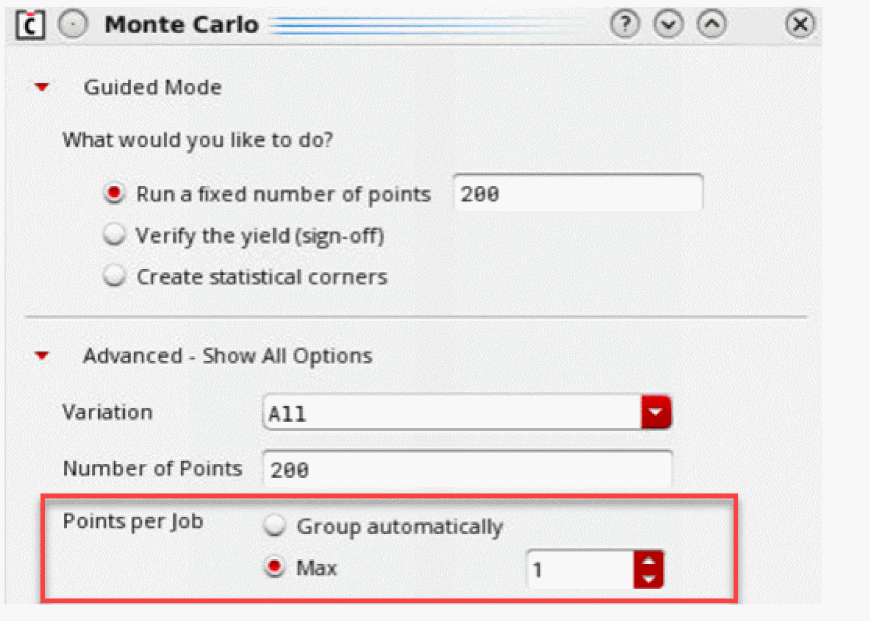 Monte Carlo
Guided Mode
What would you like to do?
Run a fixed number of points 200
Verify the yield (sign-off)
Create statistical corners
Advanced - Show All Options
Variation All
Number of Points 200
Points per Job Group automatically
Max 1